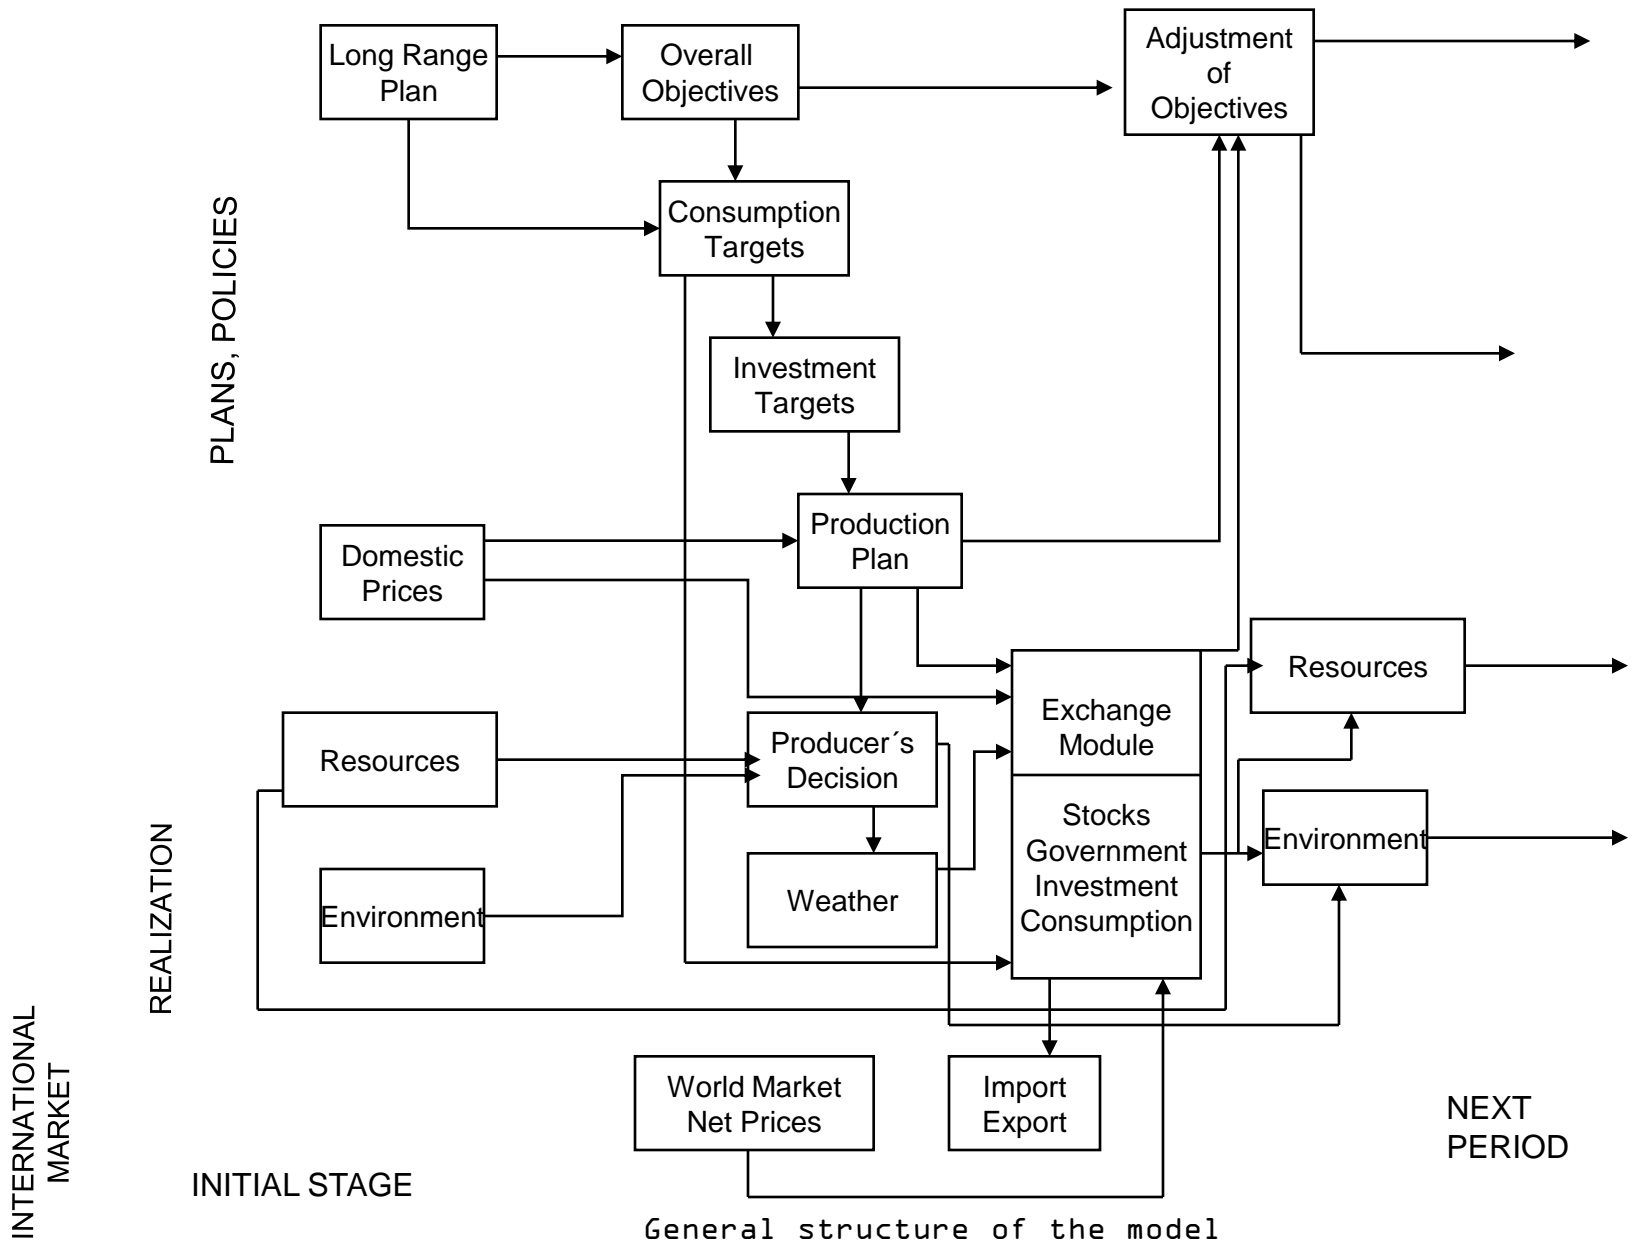 Long Range
Plan
Overall
Objectives
Adjustment
of
Objectives
Consumption
Targets
PLANS, POLICIES
Investment
Targets
Production
Plan
Domestic
Prices
Resources
Exchange
Module
Resources
Producer´s
Decision
Stocks
Government
Investment
Consumption
Environment
Weather
Environment
REALIZATION
INTERNATIONAL
MARKET
World Market
Net Prices
Import
Export
NEXT
PERIOD
INITIAL STAGE
General structure of the model